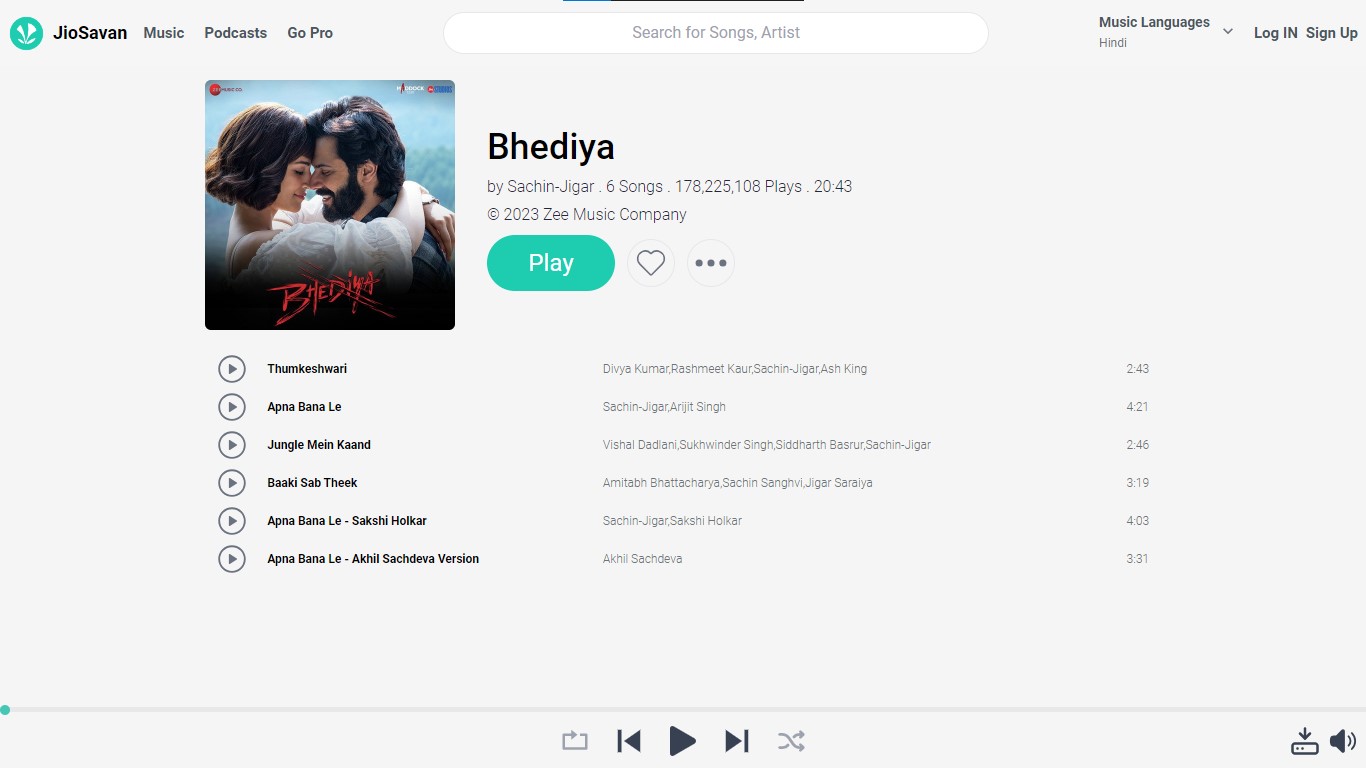 JioSavan
Music
Podcasts
Go Pro
Search for Songs, Artist
Music Languages
Hindi
Log IN
Sign Up
ZEE MUSIC CO.
MADDOCK
BHEDIYA
Bhediya
by Sachin-Jigar . 6 Songs . 178,225,108 Plays . 20:43
© 2023 Zee Music Company
Play
Thumkeshwari Divya Kumar,Rashmeet Kaur,Sachin-Jigar,Ash King 2:43
Apna Bana Le Sachin-Jigar,Arijit Singh 4:21
Jungle Mein Kaand Vishal Dadlani,Sukhwinder Singh,Siddharth Basrur,Sachin-Jigar 2:46
Baaki Sab Theek Amitabh Bhattacharya,Sachin Sanghvi,Jigar Saraiya 3:19
Apna Bana Le - Sakshi Holkar Sachin-Jigar,Sakshi Holkar 4:03
Apna Bana Le - Akhil Sachdeva Version Akhil Sachdeva 3:31